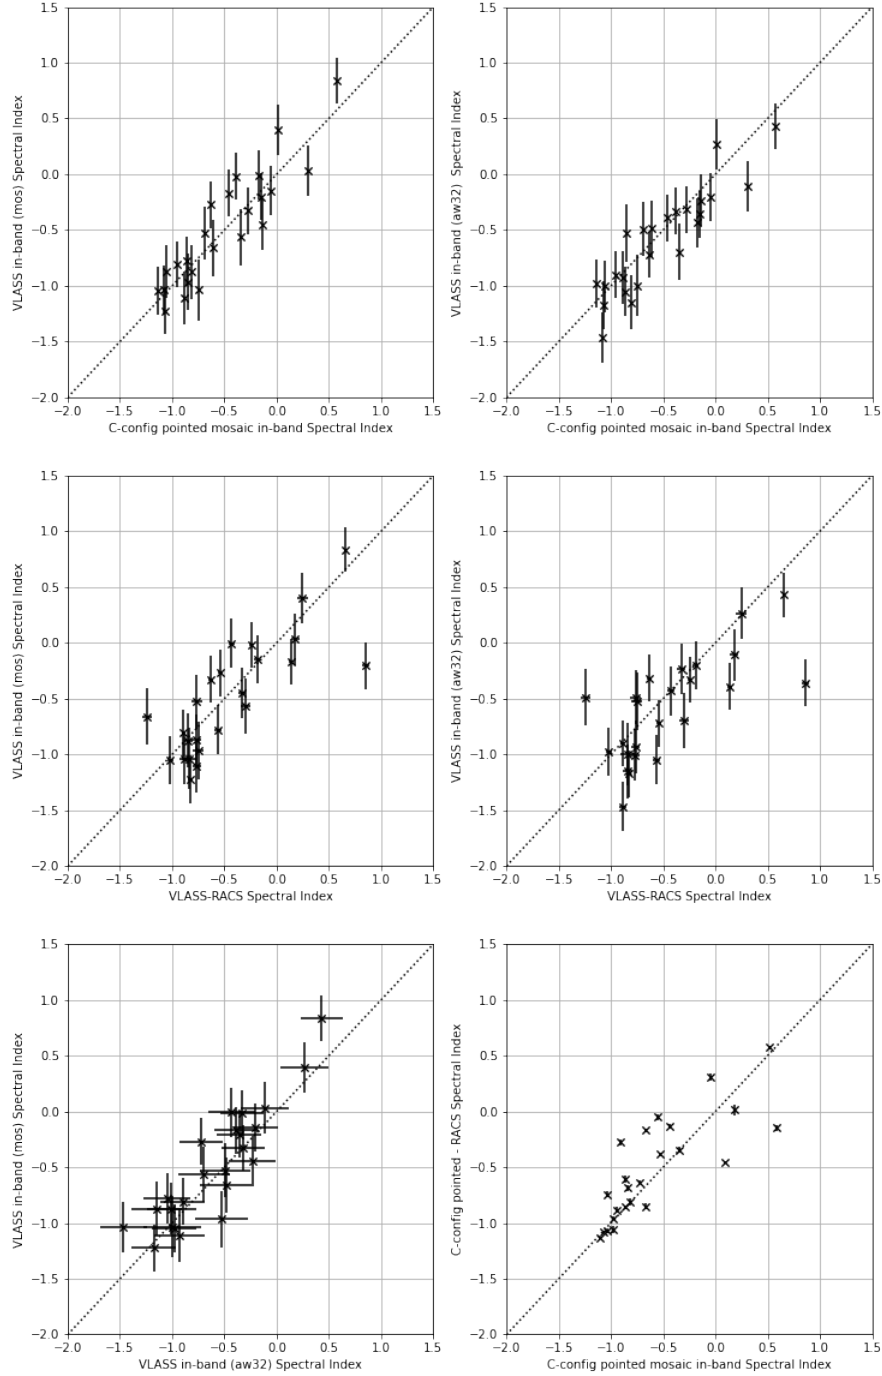 1.5
1.0
0.5
0.0
−0.5
−1.0
−1.5
−2.0
VLASS in-band (mos) Spectral Index
−2.0 −1.5 −1.0 −0.5 0.0 0.5 1.0 1.5
C-config pointed mosaic in-band Spectral Index
1.5
1.0
0.5
0.0
−0.5
−1.0
−1.5
−2.0
VLASS in-band (aw32) Spectral Index
−2.0 −1.5 −1.0 −0.5 0.0 0.5 1.0 1.5
C-config pointed mosaic in-band Spectral Index
1.5
1.0
0.5
0.0
−0.5
−1.0
−1.5
−2.0
VLASS in-band (mos) Spectral Index
−2.0 −1.5 −1.0 −0.5 0.0 0.5 1.0 1.5
VLASS-RACS Spectral Index
1.5
1.0
0.5
0.0
−0.5
−1.0
−1.5
−2.0
VLASS in-band (aw32) Spectral Index
−2.0 −1.5 −1.0 −0.5 0.0 0.5 1.0 1.5
VLASS-RACS Spectral Index
1.5
1.0
0.5
0.0
−0.5
−1.0
−1.5
−2.0
VLASS in-band (mos) Spectral Index
−2.0 −1.5 −1.0 −0.5 0.0 0.5 1.0 1.5
VLASS in-band (aw32) Spectral Index
1.5
1.0
0.5
0.0
−0.5
−1.0
−1.5
−2.0
C-config pointed - RACS Spectral Index
−2.0 −1.5 −1.0 −0.5 0.0 0.5 1.0 1.5
C-config pointed mosaic in-band Spectral Index